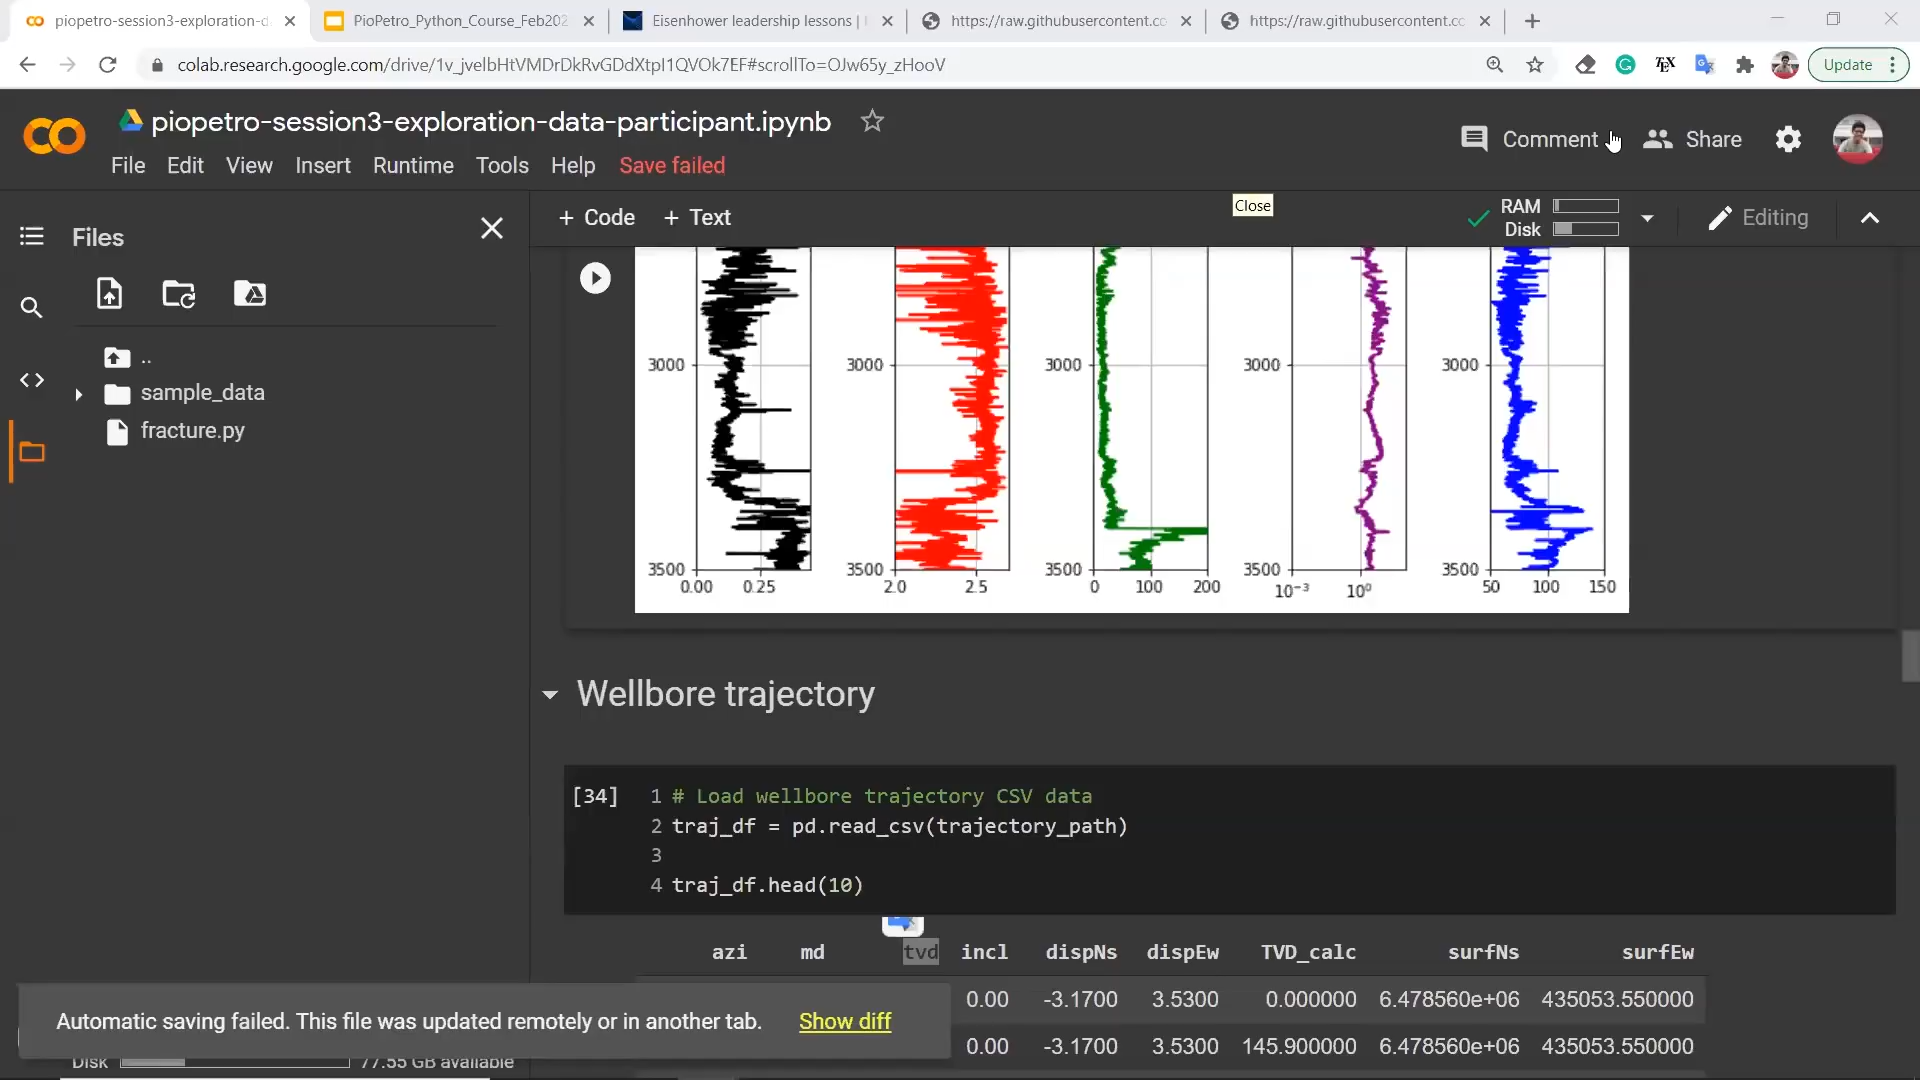 piopetro-session3-exploration-d
PioPetro_Python_Course_Feb202
Eisenhower leadership lessons |
https://raw.githubusercontent.co
https://raw.githubusercontent.cc
colab.research.google.com/drive/1v_jvelbHtVMDrDkRvGDdXtpI1QVOk7EF#scrollTo=OJw65y_zHooV
Update
piopetro-session3-exploration-data-participant.ipynb
Comment
Share
File Edit View Insert Runtime Tools Help Save failed
Files
+ Code + Text
Close
RAM
Disk
Editing
..
sample_data
fracture.py
3000 3000 3000 3000 3000
3500 3500 3500 3500 3500
0.00 0.25 2.0 2.5 0 100 200 10⁻³ 10⁰ 50 100 150
Wellbore trajectory
[34]
1 # Load wellbore trajectory CSV data
2 traj_df = pd.read_csv(trajectory_path)
3
4 traj_df.head(10)
azi md tvd incl dispNs dispEw TVD_calc surfNs surfEw
0.00 -3.1700 3.5300 0.000000 6.478560e+06 435053.550000
0.00 -3.1700 3.5300 145.900000 6.478560e+06 435053.550000
Automatic saving failed. This file was updated remotely or in another tab. Show diff
Disk 77.55 GB available